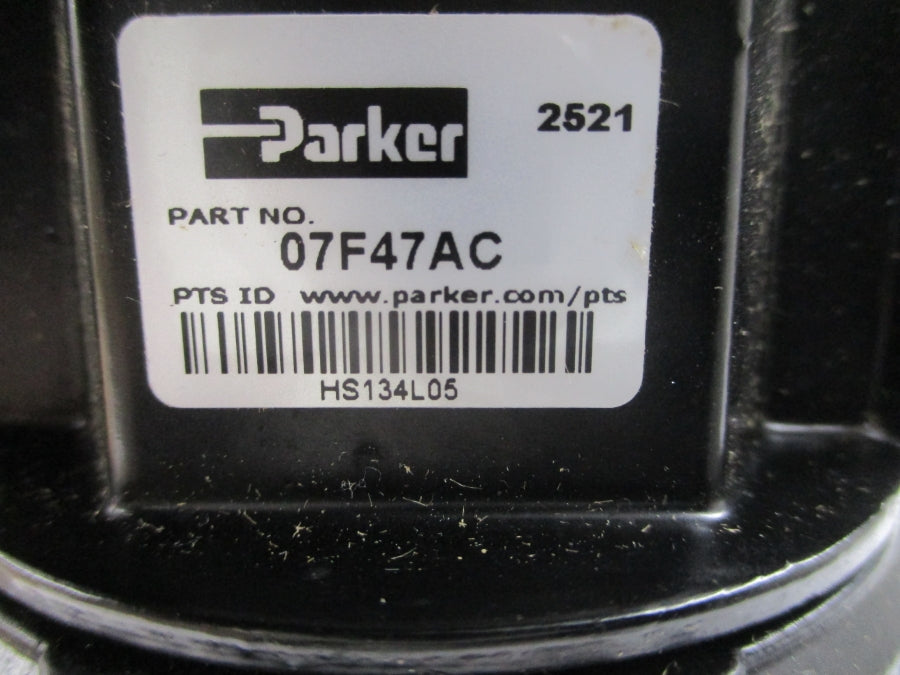 Parker 2521
PART NO.
07F47AC
PTS ID www.parker.com/pts
HS134L05